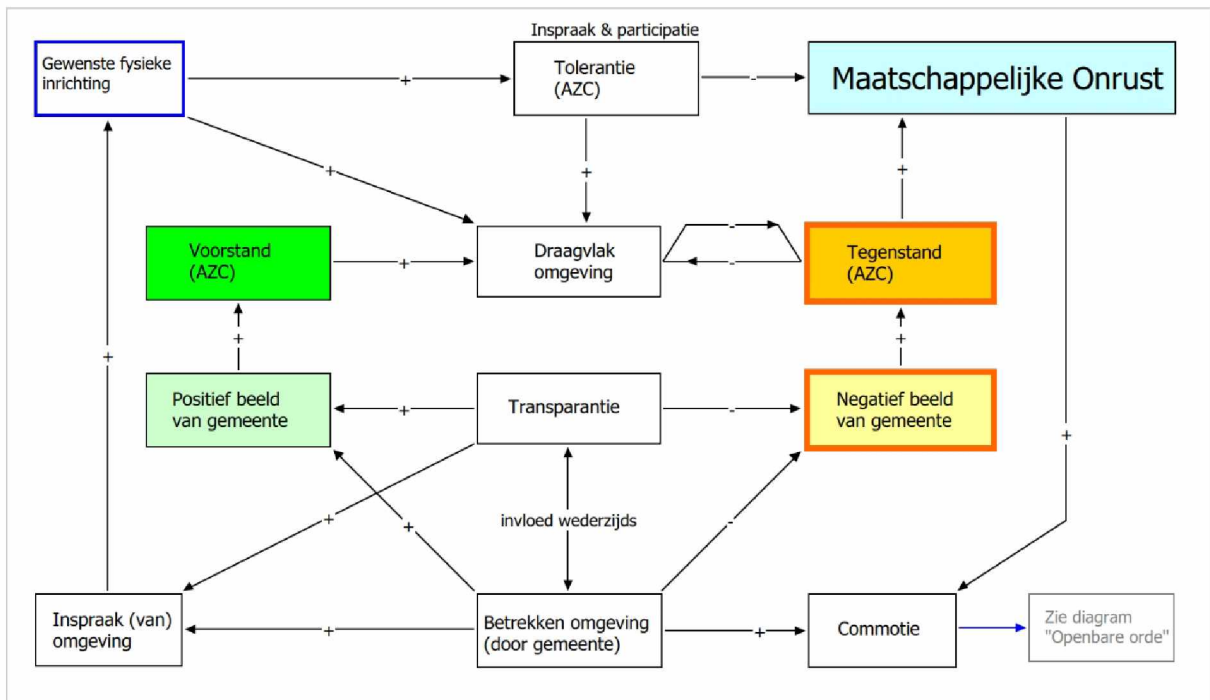 Inspraak & participatie
Gewenste fysieke
inrichting
+
Tolerantie
(AZC)
-
Maatschappelijke Onrust
+
+
+
Voorstand
(AZC)
+
Draagvlak
omgeving
-
-
Tegenstand
(AZC)
+
+
+
+
Positief beeld
van gemeente
+
Transparantie
-
Negatief beeld
van gemeente
+
+
invloed wederzijds
-
Inspraak (van)
omgeving
+
Betrekken omgeving
(door gemeente)
+
Commotie
Zie diagram
"Openbare orde"